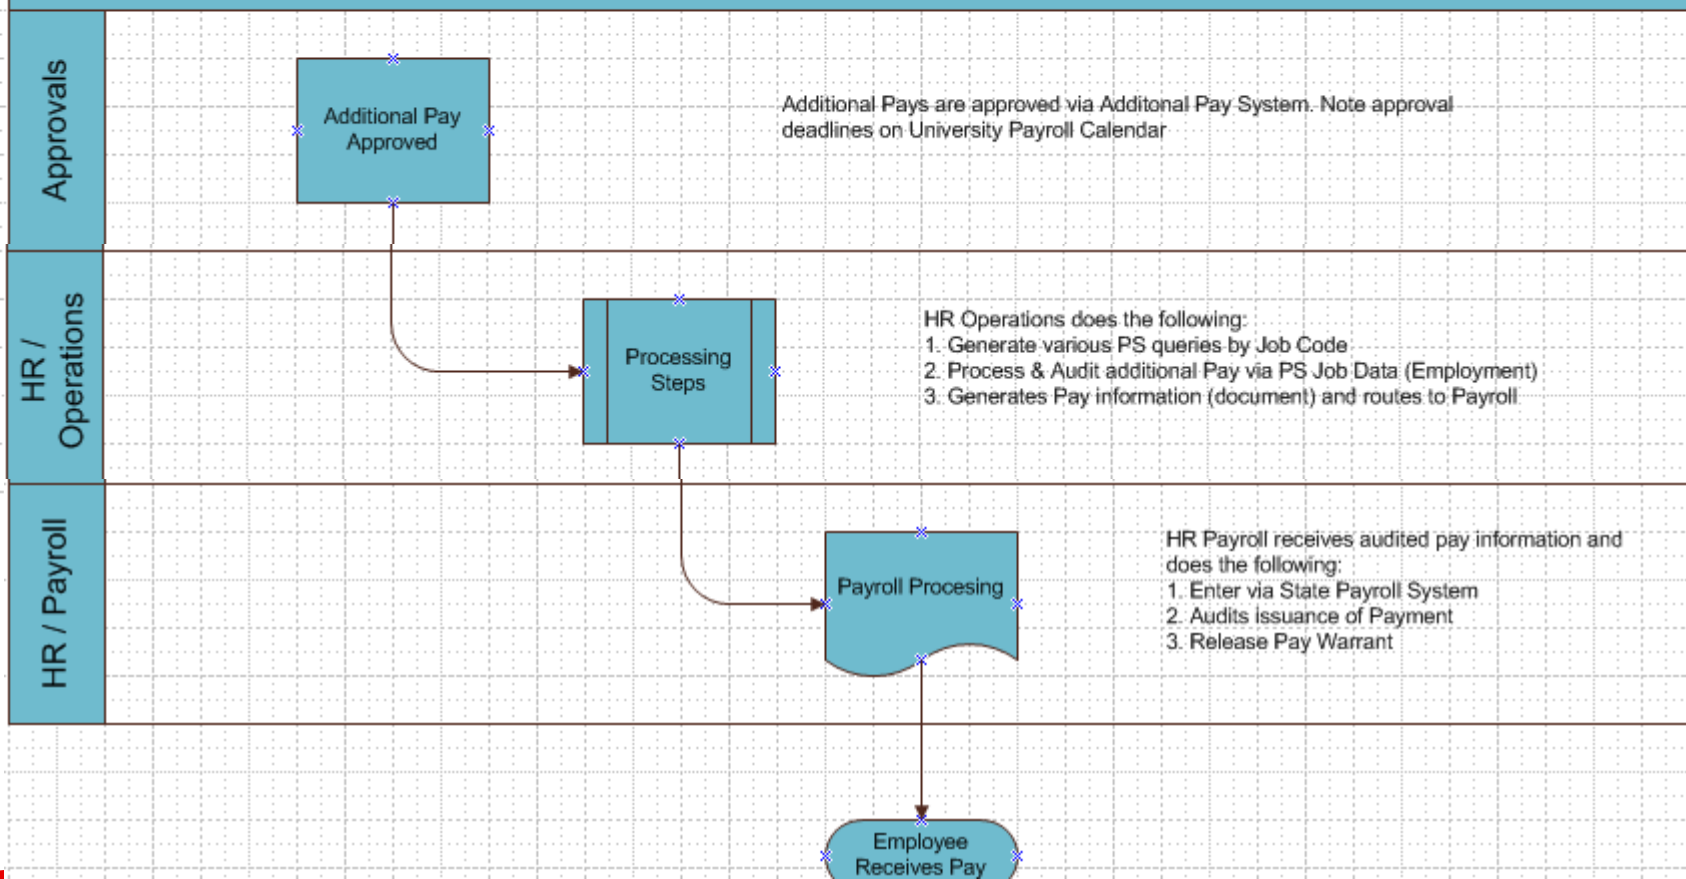 Approvals
Additional Pay
Approved
Additional Pays are approved via Additonal Pay System. Note approval
deadlines on University Payroll Calendar
HR /
Operations
Processing
Steps
HR Operations does the following:
1. Generate various PS queries by Job Code
2. Process & Audit additional Pay via PS Job Data (Employment)
3. Generates Pay information (document) and routes to Payroll
HR / Payroll
Payroll Procesing
HR Payroll receives audited pay information and
does the following:
1. Enter via State Payroll System
2. Audits issuance of Payment
3. Release Pay Warrant
Employee
Receives Pay